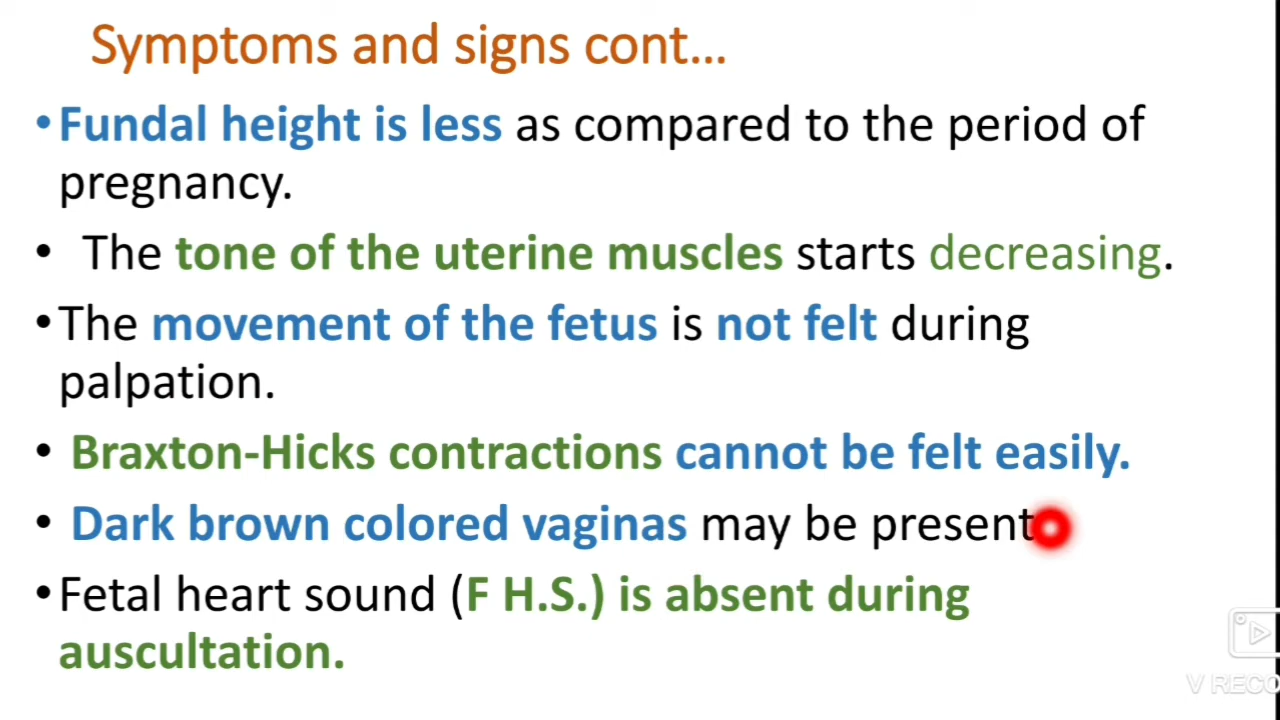 Symptoms and signs cont...
•Fundal height is less as compared to the period of
pregnancy.
• The tone of the uterine muscles starts decreasing.
•The movement of the fetus is not felt during
palpation.
• Braxton-Hicks contractions cannot be felt easily.
• Dark brown colored vaginas may be present
•Fetal heart sound (F H.S.) is absent during
auscultation.
V RECO